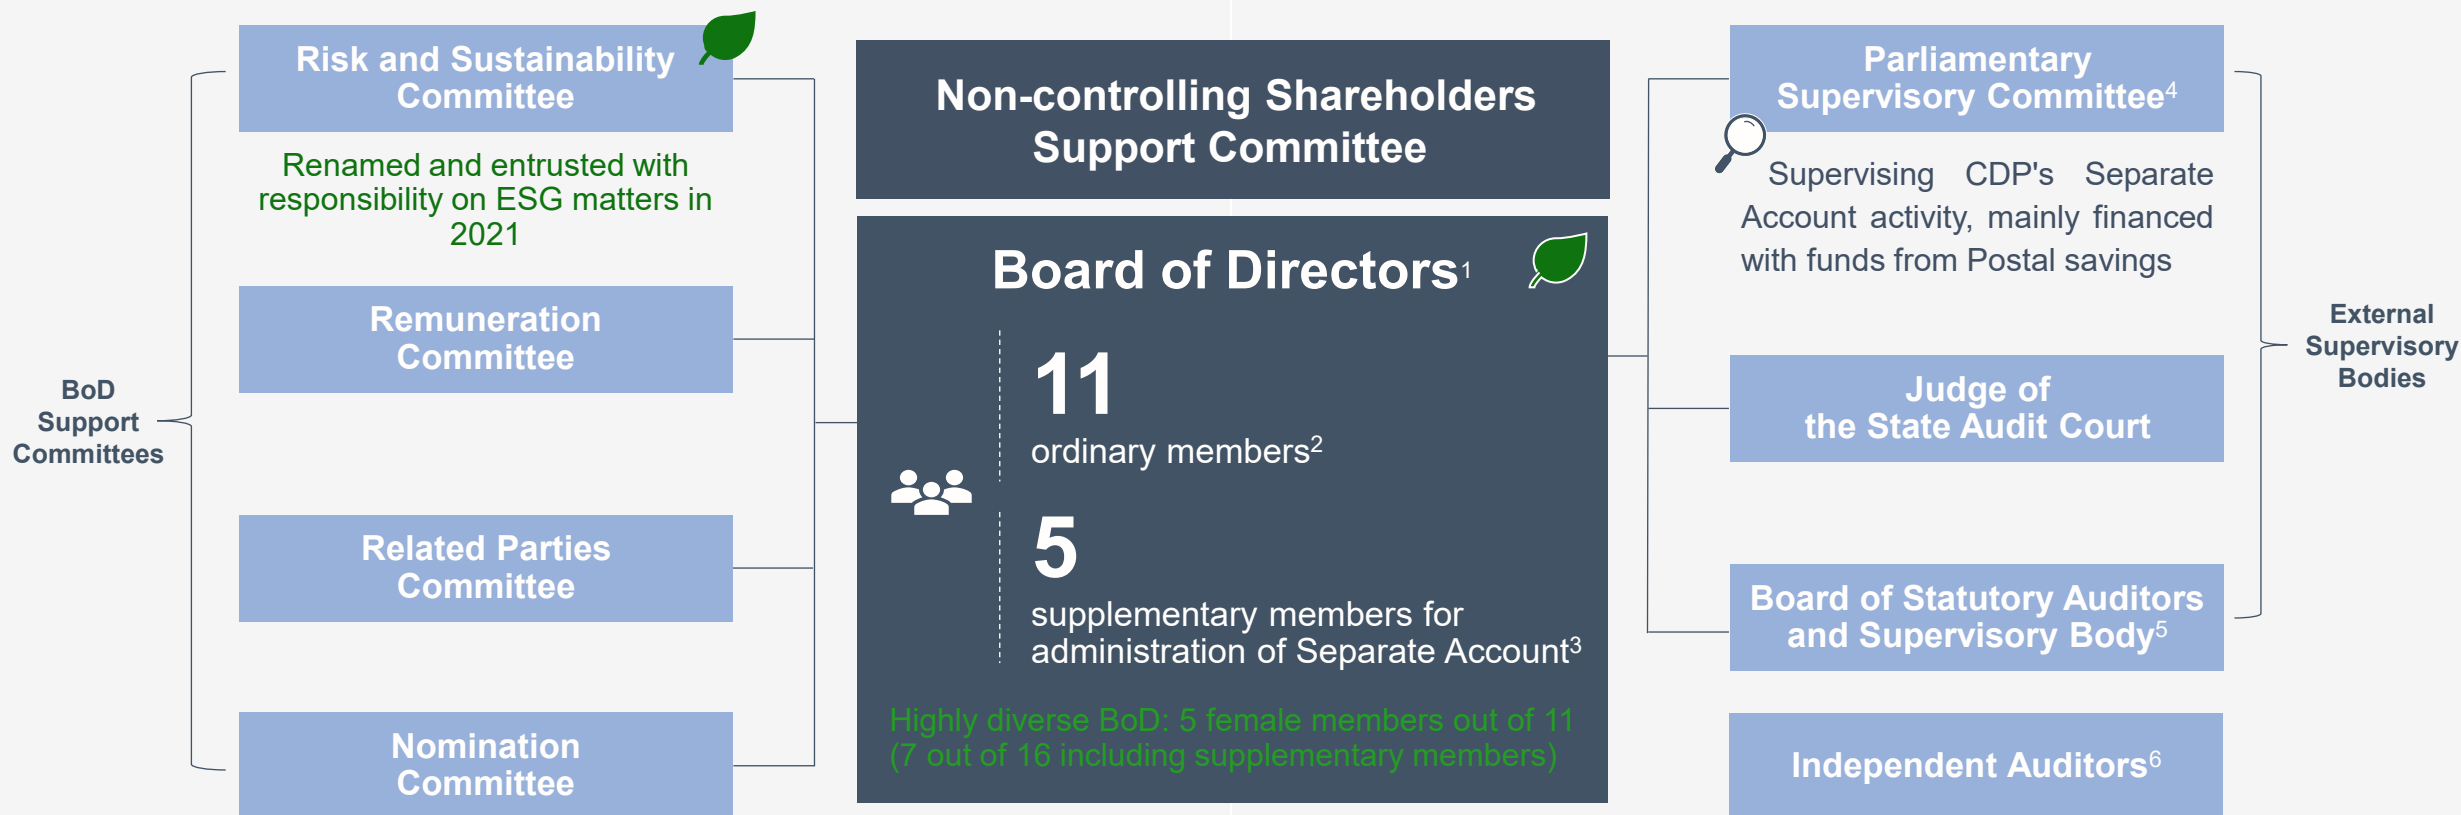 BoD
Support
Committees
Risk and Sustainability
Committee
Renamed and entrusted with
responsibility on ESG matters in
2021
Remuneration
Committee
Related Parties
Committee
Nomination
Committee
Non-controlling Shareholders
Support Committee
Board of Directors1
11
ordinary members2
5
supplementary members for
administration of Separate Account3
Highly diverse BoD: 5 female members out of 11
(7 out of 16 including supplementary members)
Parliamentary
Supervisory Committee4
Supervising CDP's Separate
Account activity, mainly financed
with funds from Postal savings
Judge of
the State Audit Court
Board of Statutory Auditors
and Supervisory Body5
Independent Auditors6
External
Supervisory
Bodies